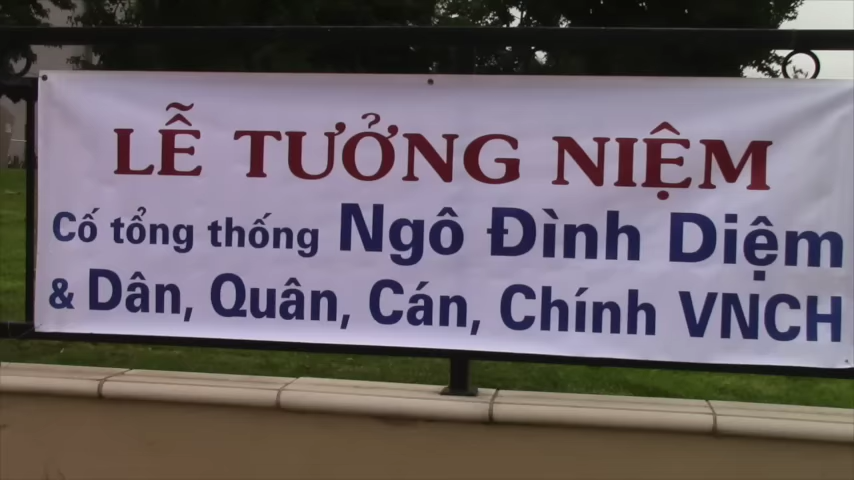 LỄ TƯỞNG NIỆM
Cố tổng thống Ngô Đình Diệm
& Dân, Quân, Cán, Chính VNCH